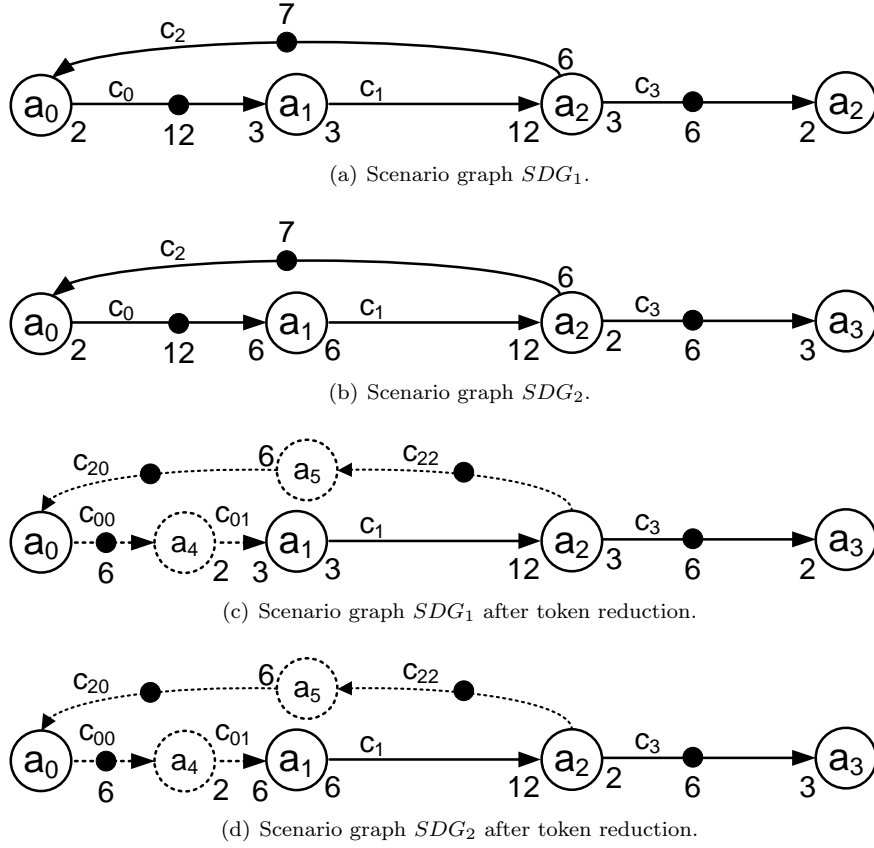 7
c2 6
a0 c0 a1 c1 a2 c3 a2
2 12 3 3 12 3 6 2
(a) Scenario graph SDG1.
7
c2 6
a0 c0 a1 c1 a2 c3 a3
2 12 6 6 12 2 6 3
(b) Scenario graph SDG2.
c20 6 a5 c22
a0 c00 a4 c01 a1 c1 a2 c3 a3
6 2 3 3 12 3 6 2
(c) Scenario graph SDG1 after token reduction.
c20 6 a5 c22
a0 c00 a4 c01 a1 c1 a2 c3 a3
6 2 6 6 12 2 6 3
(d) Scenario graph SDG2 after token reduction.